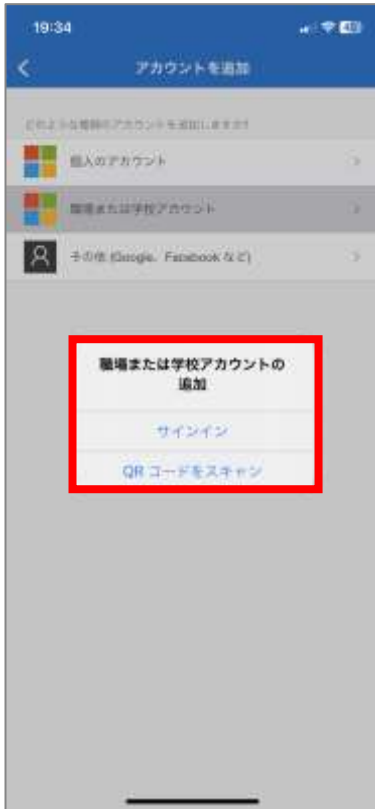 19:34
アカウントを追加
どのような種類のアカウントを追加しますか?
個人のアカウント
職場または学校アカウント
その他 (Google、Facebook など)
職場または学校アカウントの
追加
サインイン
QR コードをスキャン